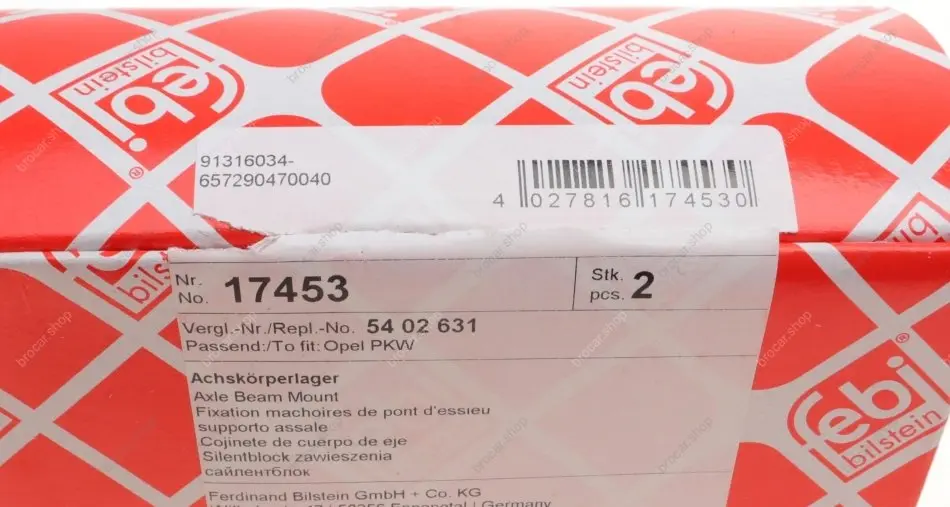 febi
bilstein
®
febi
bilstein
®
91316034-
657290470040
4 027816 174530
bilstein
Nr.
No. 17453
Stk.
pcs. 2
Vergl.-Nr./Repl.-No. 54 02 631
Passend:/To fit: Opel PKW
Achskörperlager
Axle Beam Mount
Fixation machoires de pont d'essieu
supporto assale
Cojinete de cuerpo de eje
Silentblock zawieszenia
сайлентблок
Ferdinand Bilstein GmbH + Co. KG
Germany
febi
bilstein
®
brocar.shop